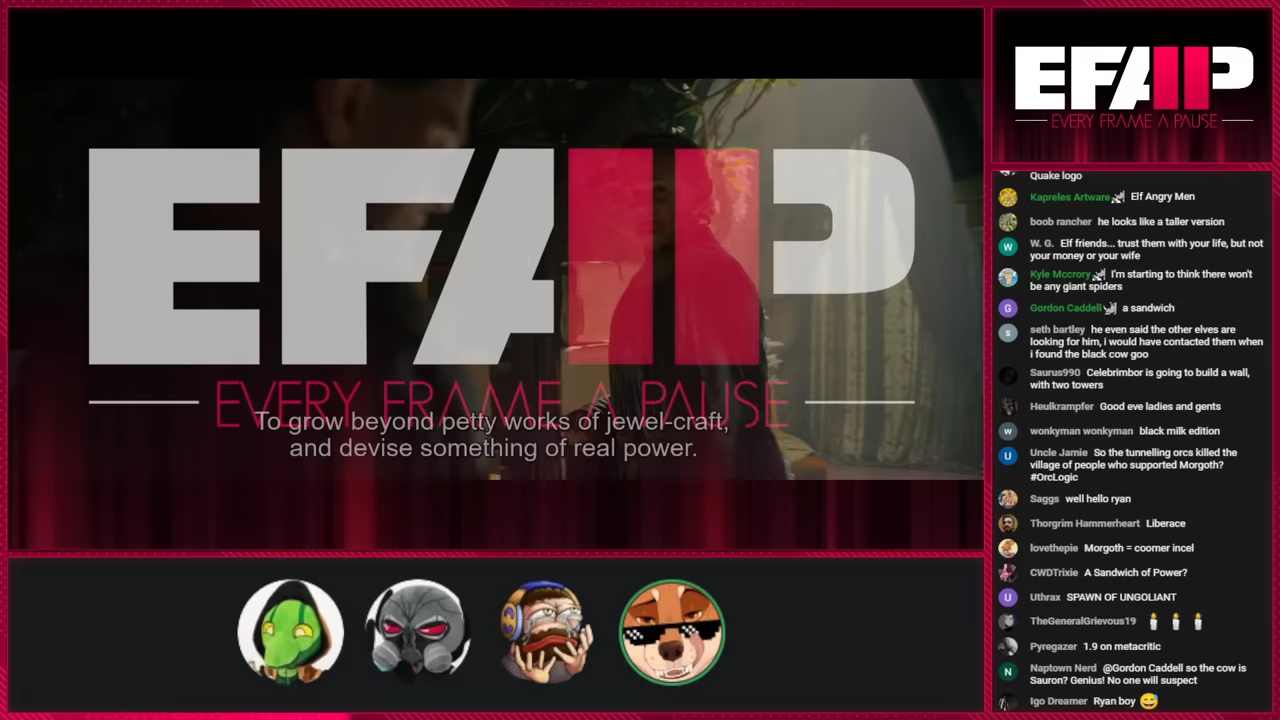 EFAP
EVERY FRAME A PAUSE
To grow beyond petty works of jewel-craft,
and devise something of real power.
EFAP
EVERY FRAME A PAUSE
Quake logo
Kapreles Artware Elf Angry Men
boob rancher he looks like a taller version
W. G. Elf friends... trust them with your life, but not
your money or your wife
Kyle Mccrory I'm starting to think there won't
be any giant spiders
Gordon Caddell a sandwich
seth bartley he even said the other elves are
looking for him, i would have contacted them when
i found the black cow goo
Saurus990 Celebrimbor is going to build a wall,
with two towers
Heulkrampfer Good eve ladies and gents
wonkyman wonkyman black milk edition
Uncle Jamie So the tunnelling orcs killed the
village of people who supported Morgoth?
#OrcLogic
Saggs well hello ryan
Thorgrim Hammerheart Liberace
lovethepie Morgoth = coomer incel
CWDTrixie A Sandwich of Power?
Uthrax SPAWN OF UNGOLIANT
TheGeneralGrievous19
Pyregazer 1.9 on metacritic
Naptown Nerd @Gordon Caddell so the cow is
Sauron? Genius! No one will suspect
Igo Dreamer Ryan boy
W
G
s
w
U
U
N